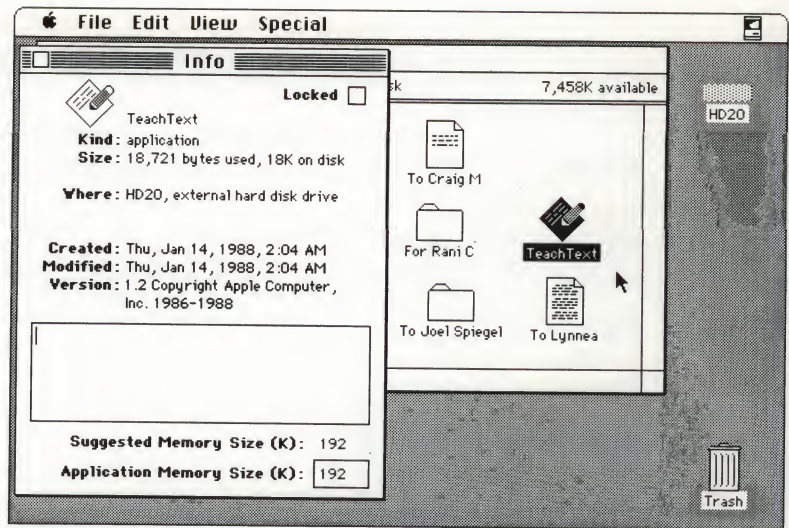 File Edit View Special
Info
Locked
TeachText
Kind: application
Size: 18,721 bytes used, 18K on disk
Where: HD20, external hard disk drive
Created: Thu, Jan 14, 1988, 2:04 AM
Modified: Thu, Jan 14, 1988, 2:04 AM
Version: 1.2 Copyright Apple Computer,
Inc. 1986-1988
Suggested Memory Size (K): 192
Application Memory Size (K): 192
sk
7,458K available
To Craig M
For Rani C
TeachText
To Joel Spiegel
To Lynnea
HD20
Trash